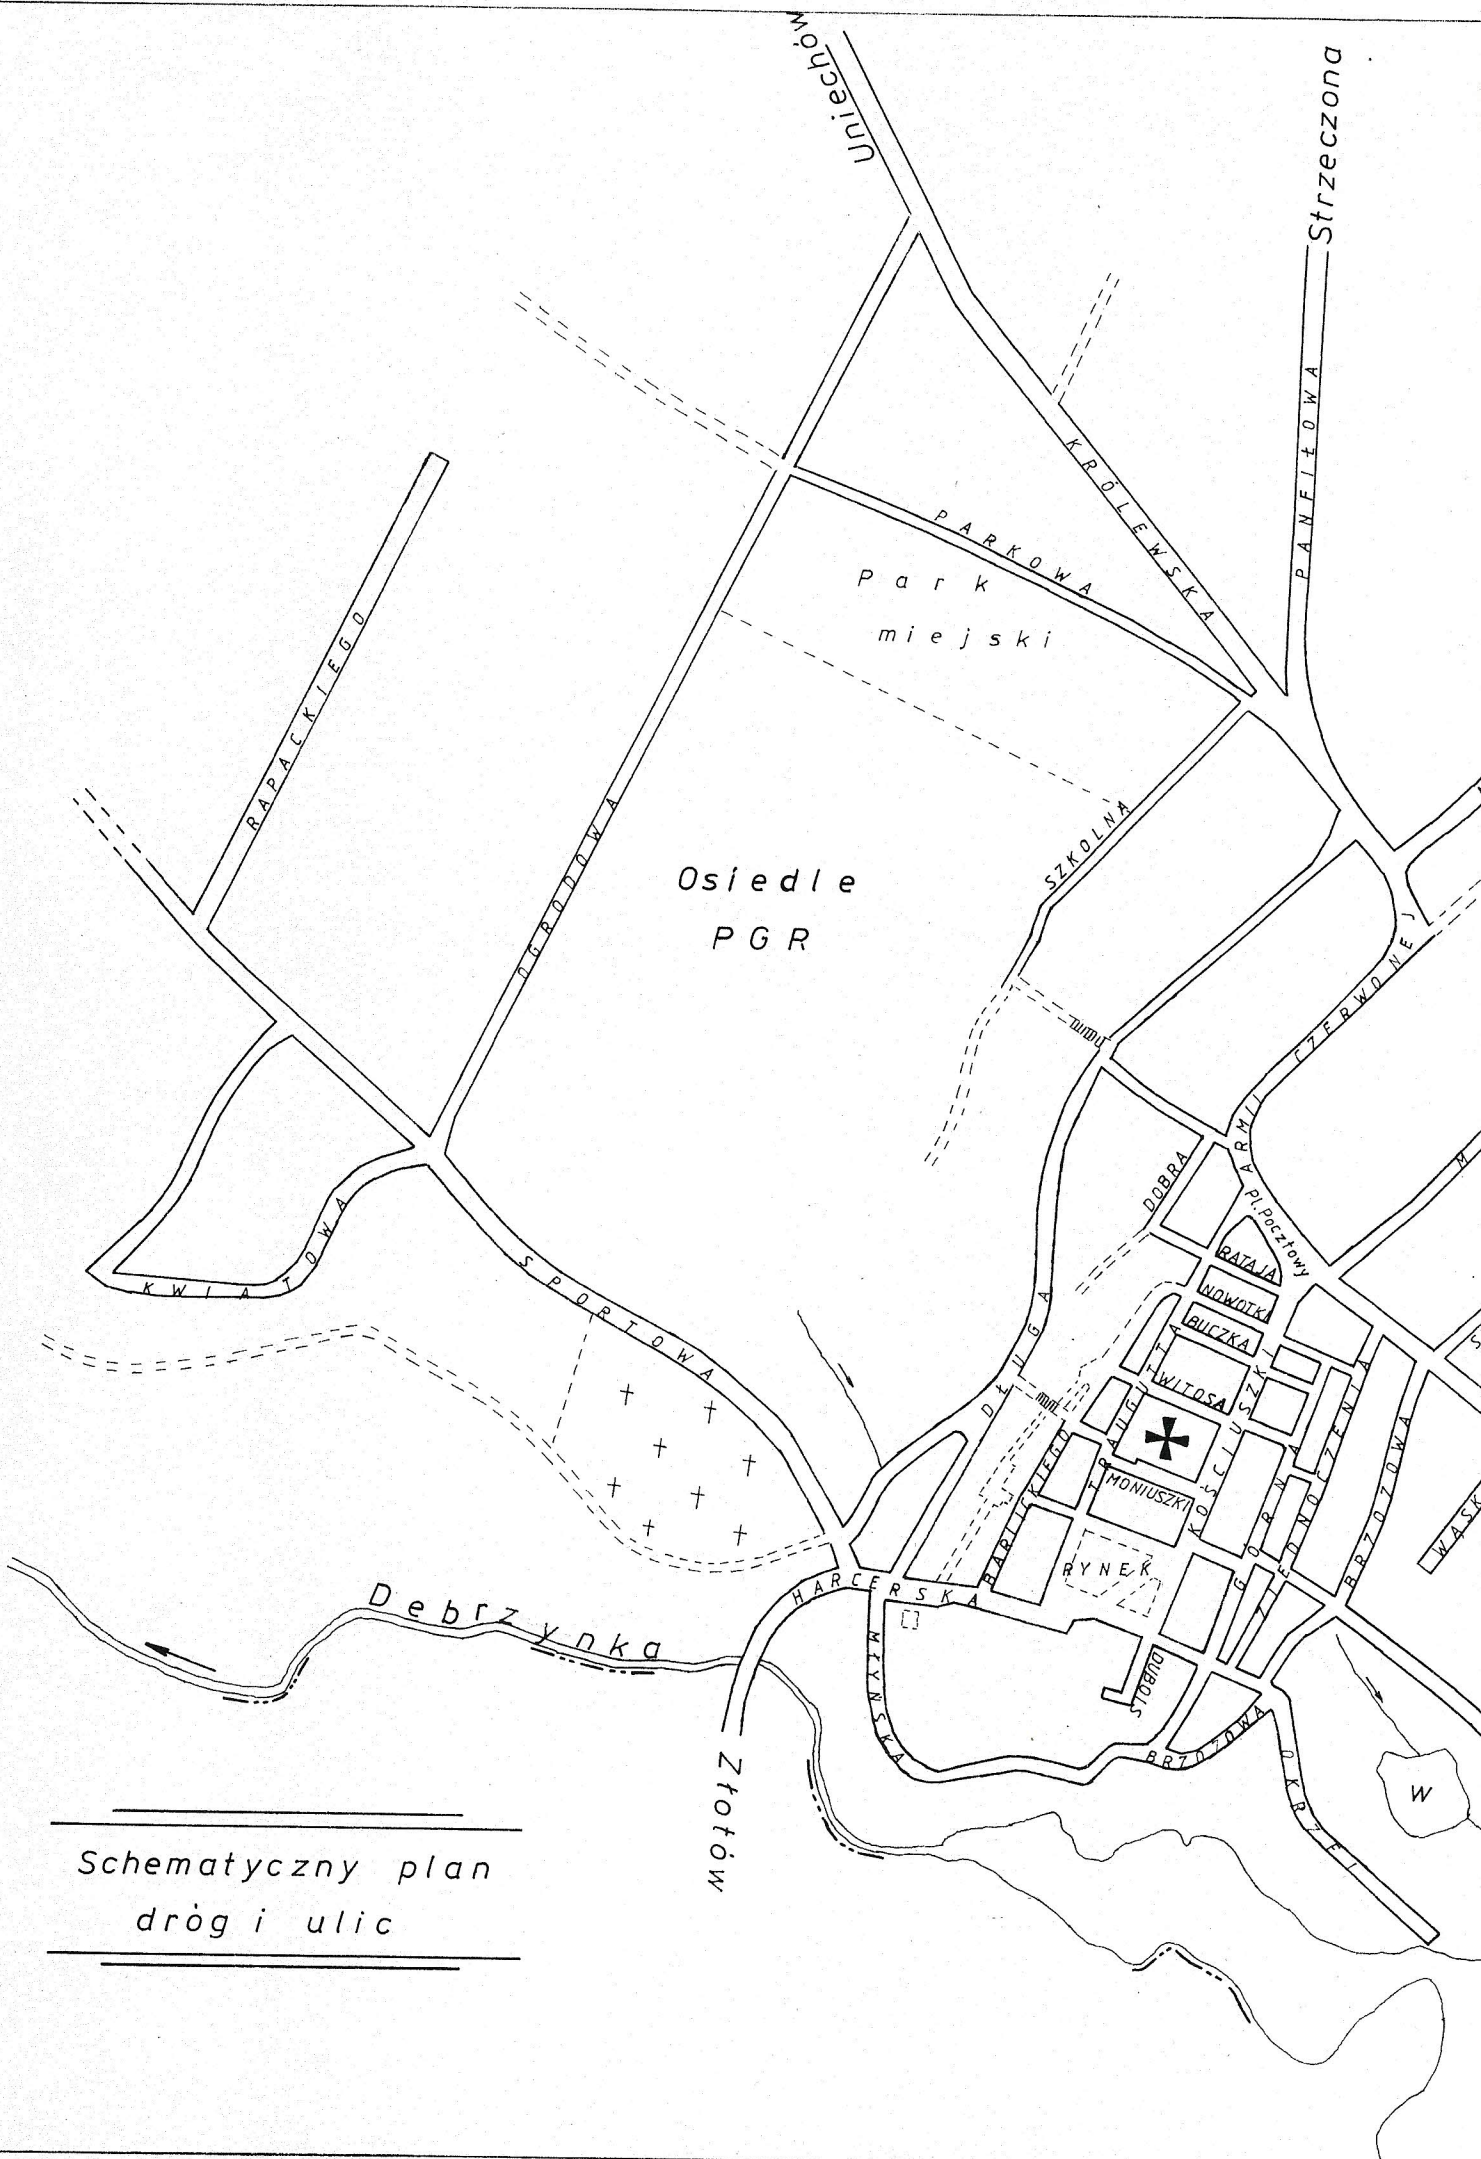 Uniechów
Strzeczona
PANFIŁOWA
KRÓLEWSKA
PARKOWA
Park
miejski
RAPACKIEGO
OGRODOWA
SZKOLNA
Osiedle
PGR
ARMII CZERWONEJ
DOBRA
Pl. Pocztowy
KWIATOWA
SPORTOWA
DŁUGA
RATAJA
NOWOTKI
BUCZKA
WITOSA
TRAUGUTTA
KOŚCIUSZKI
BARLICKIEGO
MONIUSZKI
GÓRNA
ZJEDNOCZENIA
BRZOZOWA
WĄSK
RYNEK
HARCERSKA
Debrzynka
MŁYŃSKA
DUBOIS
BRZOZOWA
OKRZEI
W
Złotów
M
S
Schematyczny plan
dróg i ulic